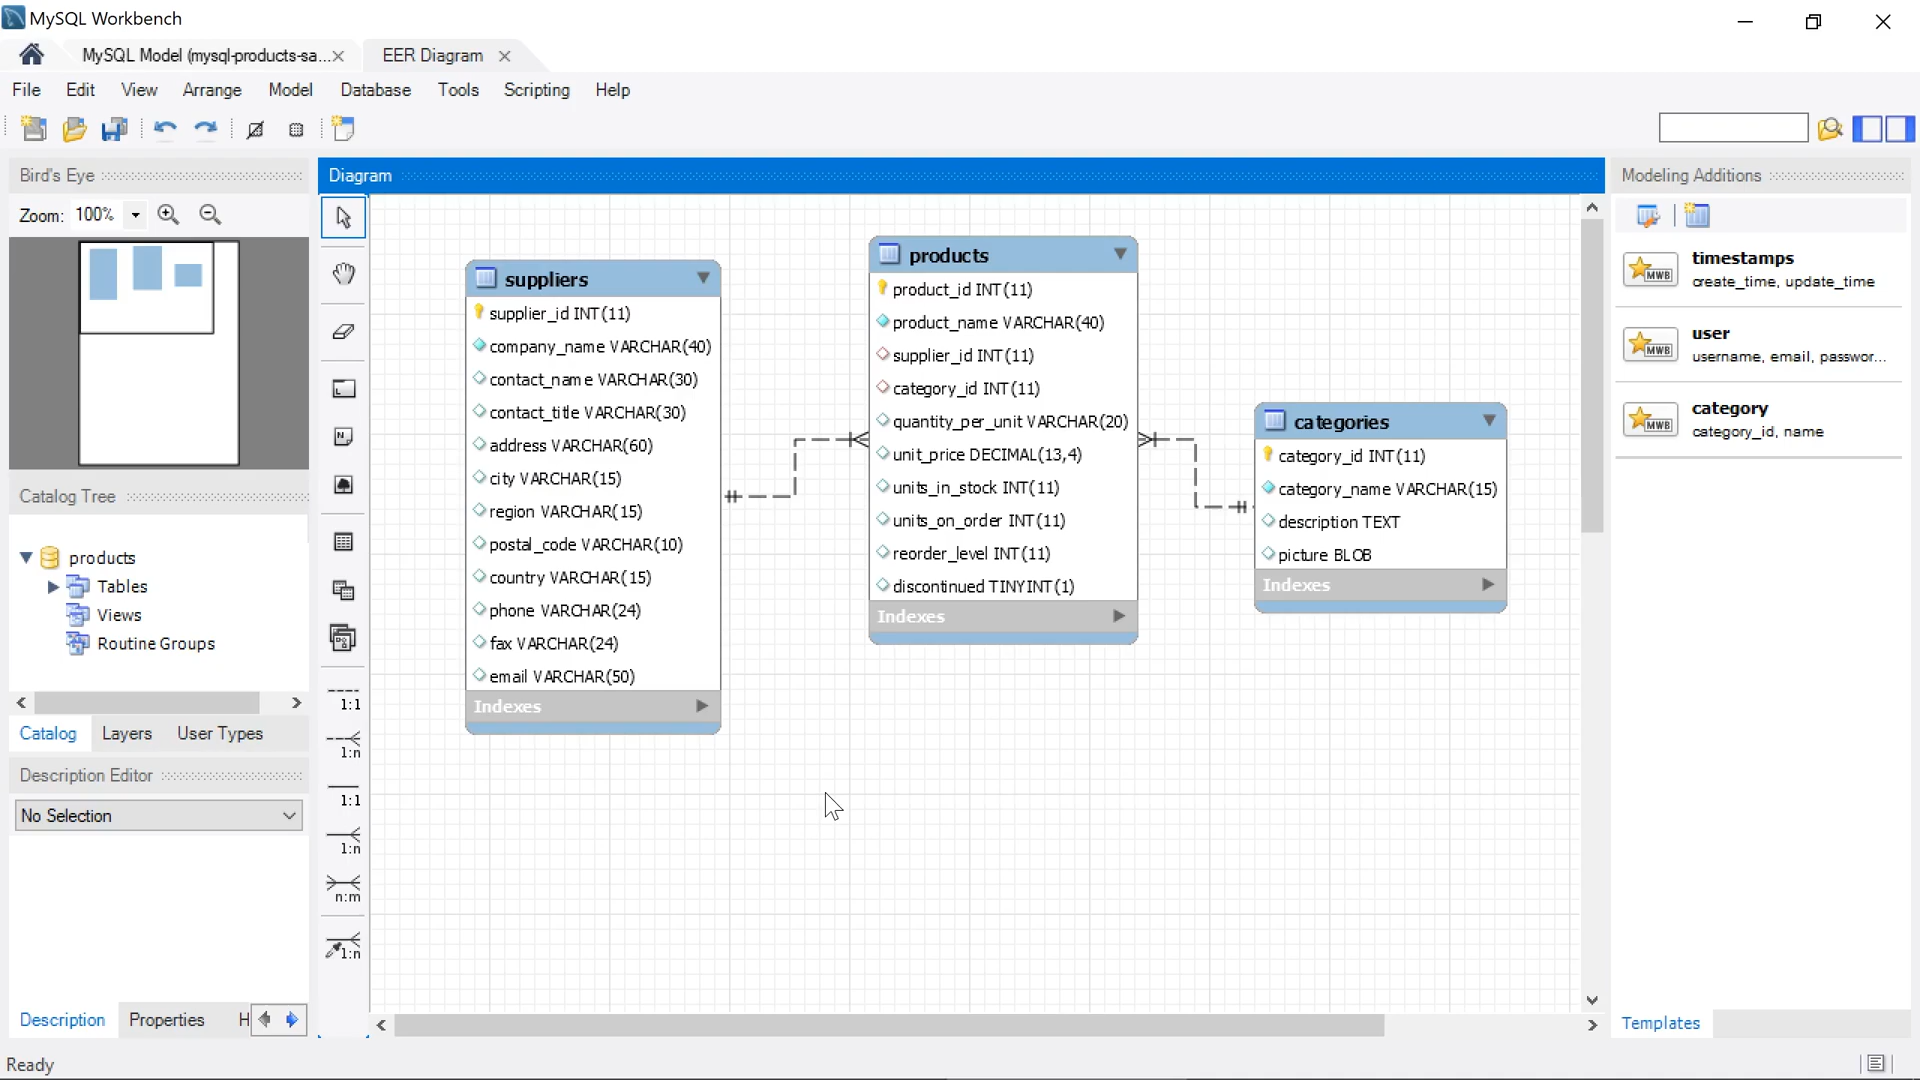 MySQL Workbench
MySQL Model (mysql-products-sa...
EER Diagram
File Edit View Arrange Model Database Tools Scripting Help
Bird's Eye
Zoom: 100%
Catalog Tree
products
Tables
Views
Routine Groups
Catalog Layers User Types
Description Editor
No Selection
Description Properties H
Diagram
1:1
1:n
1:1
1:n
n:m
1:n
suppliers
supplier_id INT(11)
company_name VARCHAR(40)
contact_name VARCHAR(30)
contact_title VARCHAR(30)
address VARCHAR(60)
city VARCHAR(15)
region VARCHAR(15)
postal_code VARCHAR(10)
country VARCHAR(15)
phone VARCHAR(24)
fax VARCHAR(24)
email VARCHAR(50)
Indexes
products
product_id INT(11)
product_name VARCHAR(40)
supplier_id INT(11)
category_id INT(11)
quantity_per_unit VARCHAR(20)
unit_price DECIMAL(13,4)
units_in_stock INT(11)
units_on_order INT(11)
reorder_level INT(11)
discontinued TINYINT(1)
Indexes
categories
category_id INT(11)
category_name VARCHAR(15)
description TEXT
picture BLOB
Indexes
Modeling Additions
MWB
timestamps
create_time, update_time
MWB
user
username, email, passwor...
MWB
category
category_id, name
Templates
Ready